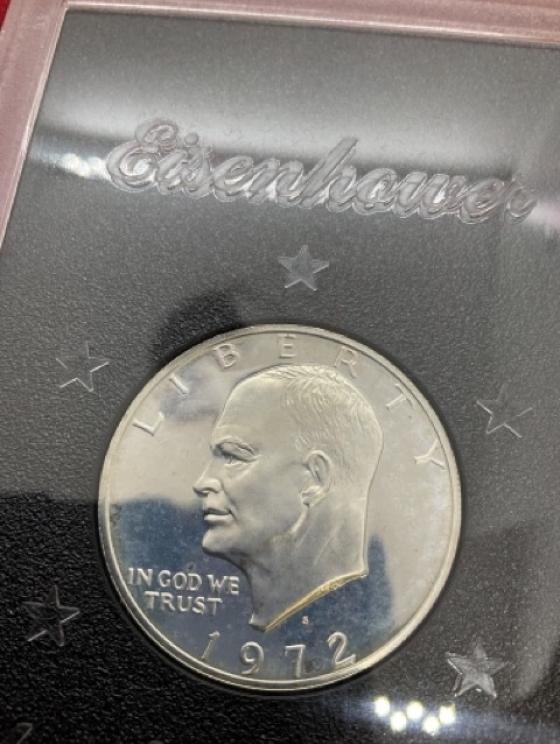 Eisenhower
LIBERTY
IN GOD WE
TRUST
S
1972